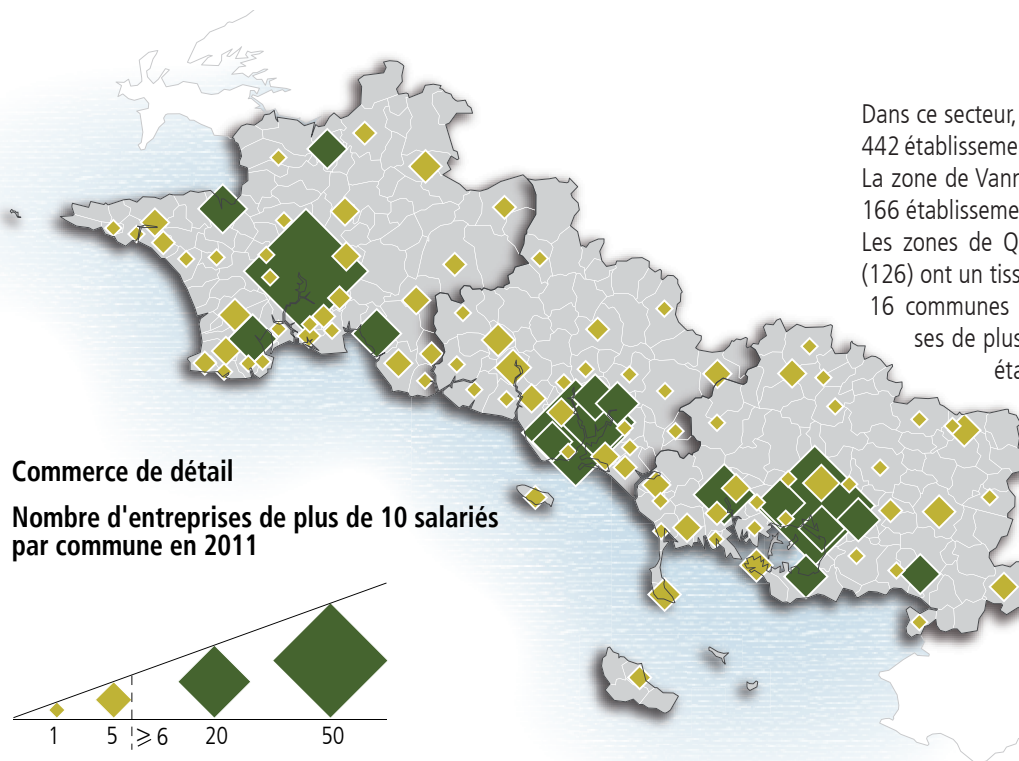 Dans ce secteur,
442 établisseme
La zone de Vann
166 établisseme
Les zones de Q
(126) ont un tiss
16 communes
ses de plus
éta
Commerce de détail
Nombre d'entreprises de plus de 10 salariés
par commune en 2011
1 5 ⩾ 6 20 50